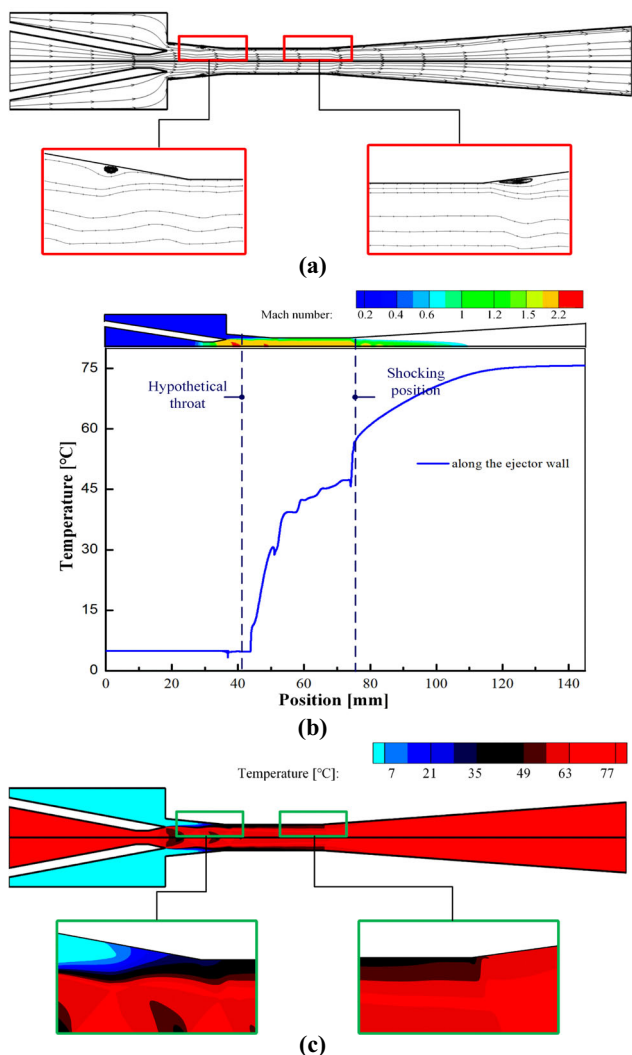 (a)
Mach number:
0.2 0.4 0.6 1 1.2 1.5 2.2
75
60
45
30
15
0
Temperature [℃]
Hypothetical
throat
Shocking
position
along the ejector wall
0 20 40 60 80 100 120 140
Position [mm]
(b)
Temperature [℃]:
7 21 35 49 63 77
(c)